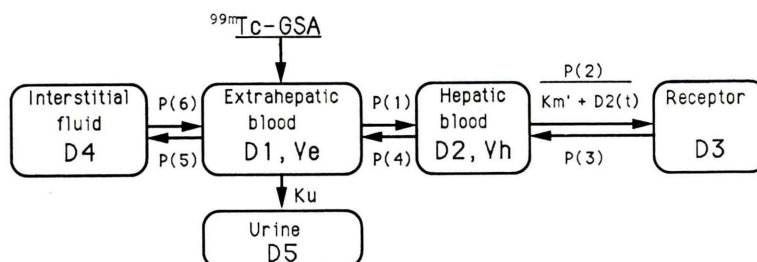 99mTc-GSA
Interstitial
fluid
D4
P(6)
P(5)
Extrahepatic
blood
D1, Ve
P(1)
P(4)
Hepatic
blood
D2, Vh
P(2)
Km' + D2(t)
P(3)
Receptor
D3
Ku
Urine
D5